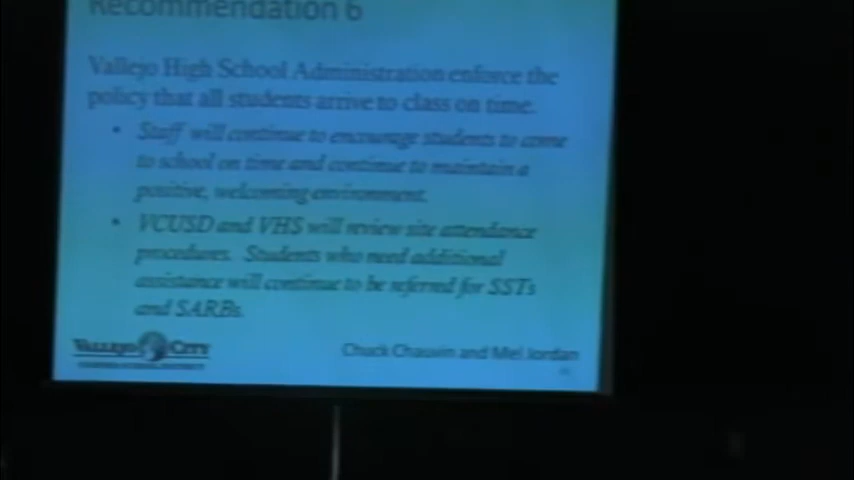 Recommendation 6
Vallejo High School Administration enforce the
policy that all students arrive to class on time.
• Staff will continue to encourage students to come
to school on time and continue to maintain a
positive, welcoming environment.
• VCUSD and VHS will review site attendance
procedures. Students who need additional
assistance will continue to be referred for SSTs
and SARBs.
VALLEJO CITY
Chuck Chauvin and Mel Jordan